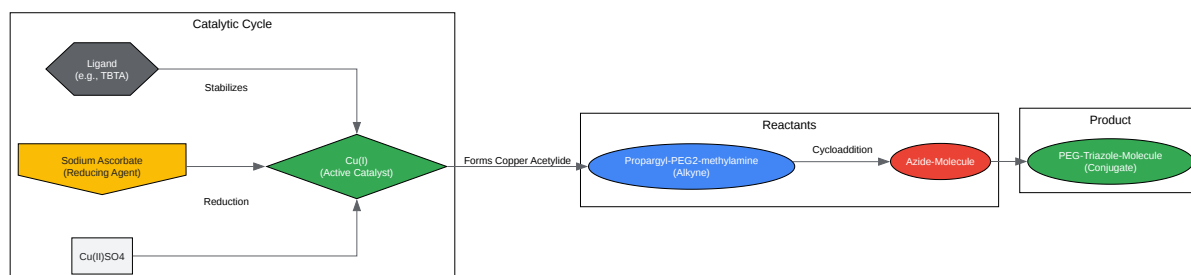 Catalytic Cycle
Ligand
(e.g., TBTA)
Stabilizes
Sodium Ascorbate
(Reducing Agent)
Reduction
Cu(II)SO4
Cu(I)
(Active Catalyst)
Forms Copper Acetylide
Reactants
Propargyl-PEG2-methylamine
(Alkyne)
Cycloaddition
Azide-Molecule
Product
PEG-Triazole-Molecule
(Conjugate)